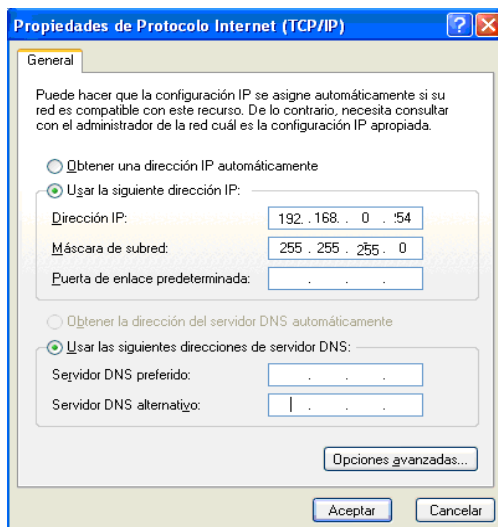 Propiedades de Protocolo Internet (TCP/IP)
General
Puede hacer que la configuración IP se asigne automáticamente si su
red es compatible con este recurso. De lo contrario, necesita consultar
con el administrador de la red cuál es la configuración IP apropiada.
Obtener una dirección IP automáticamente
Usar la siguiente dirección IP:
Dirección IP: 192 . 168 . 0 . 54
Máscara de subred: 255 . 255 . 255 . 0
Puerta de enlace predeterminada: . . .
Obtener la dirección del servidor DNS automáticamente
Usar las siguientes direcciones de servidor DNS:
Servidor DNS preferido: . . .
Servidor DNS alternativo: . . .
Opciones avanzadas...
Aceptar Cancelar